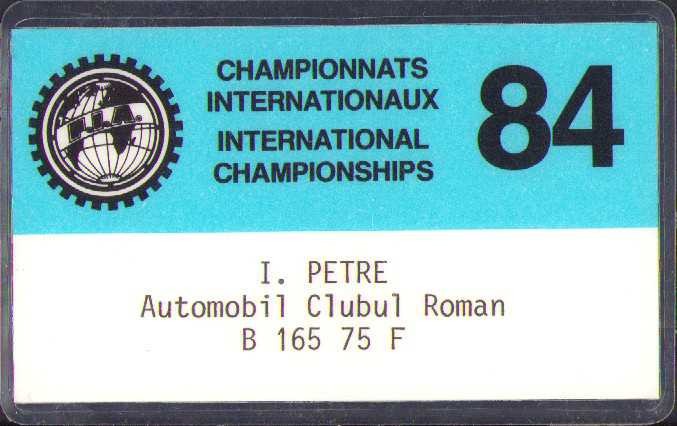 F.I.A.
CHAMPIONNATS
INTERNATIONAUX
INTERNATIONAL
CHAMPIONSHIPS
84
I. PETRE
Automobil Clubul Roman
B 165 75 F